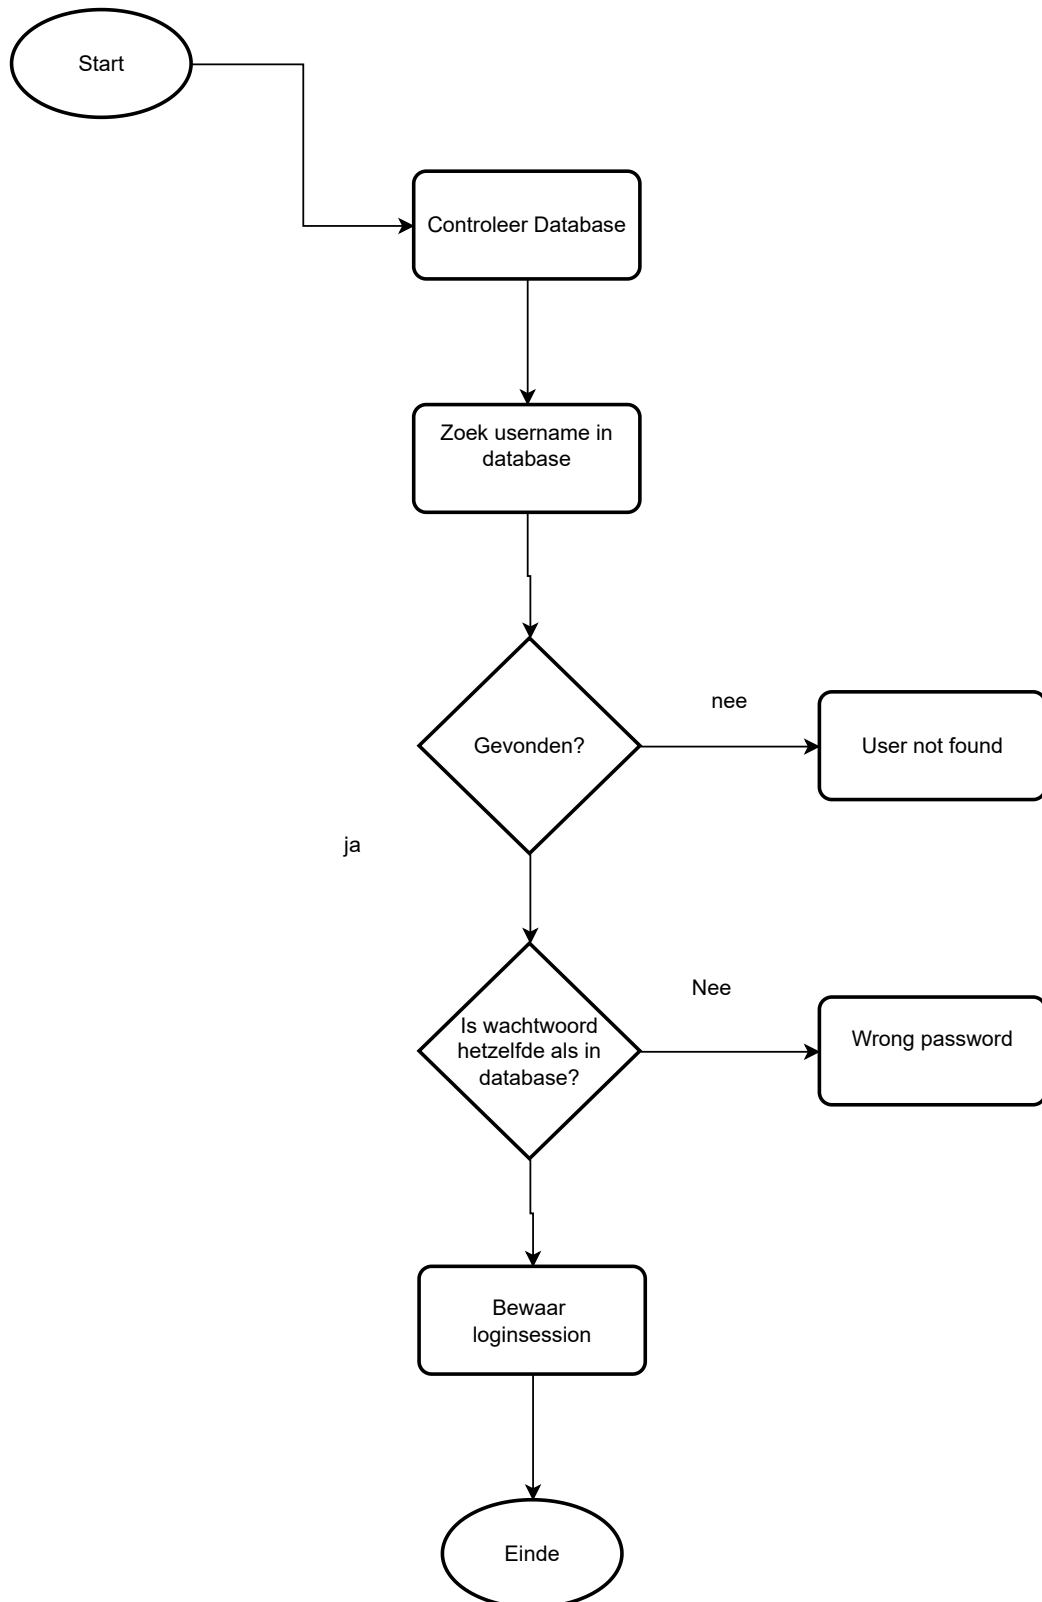 Start
Controleer Database
Zoek username in
database
Gevonden?
nee
User not found
ja
Is wachtwoord
hetzelfde als in
database?
Nee
Wrong password
Bewaar
loginsession
Einde